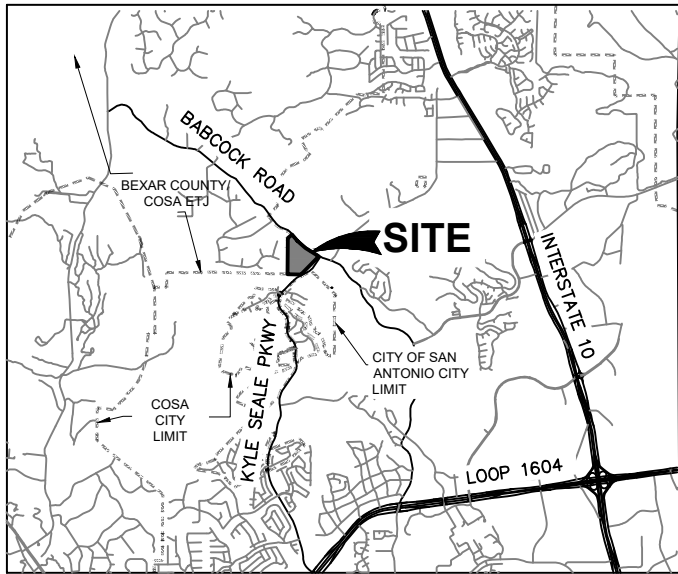 BABCOCK ROAD
BEXAR COUNTY/
COSA ETJ
SITE
INTERSTATE 10
CITY OF SAN
ANTONIO CITY
LIMIT
KYLE SEALE PKWY
COSA
CITY
LIMIT
LOOP 1604